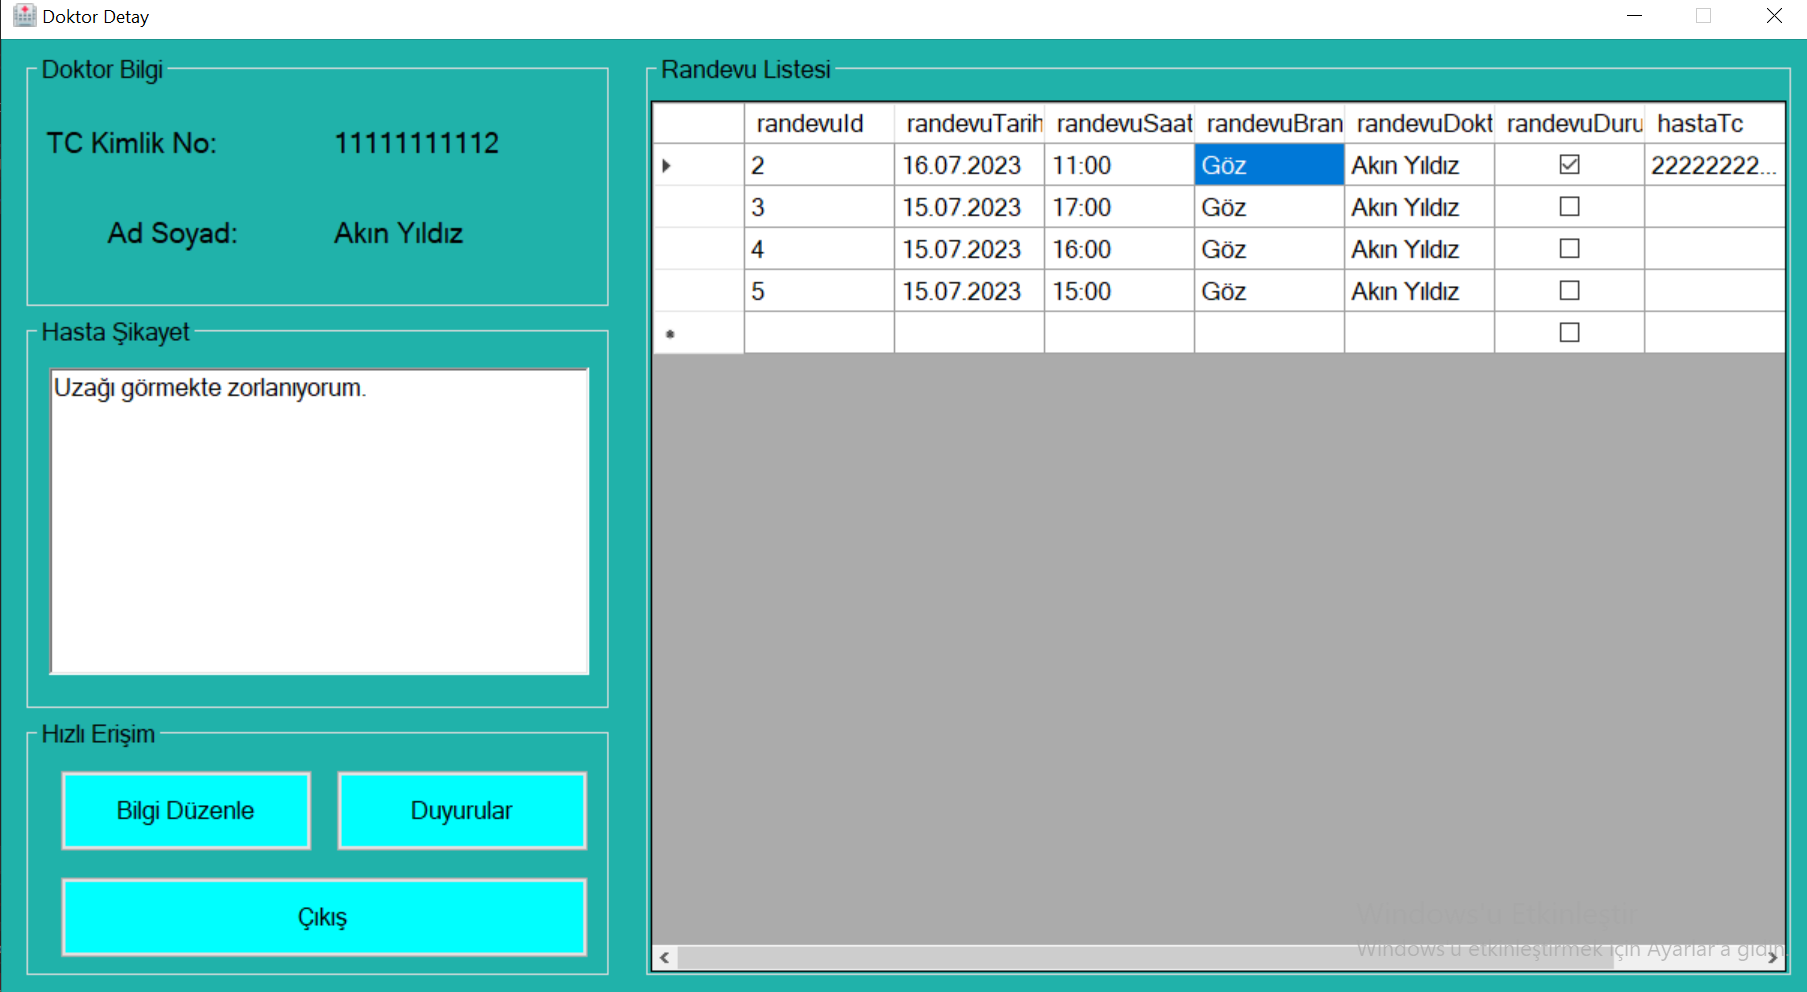 Doktor Detay
Doktor Bilgi
TC Kimlik No: 11111111112
Ad Soyad: Akın Yıldız
Hasta Şikayet
Uzağı görmekte zorlanıyorum.
Hızlı Erişim
Bilgi Düzenle Duyurular
Çıkış
Randevu Listesi
randevuId randevuTarih randevuSaat randevuBran randevuDokt randevuDuru hastaTc
2 16.07.2023 11:00 Göz Akın Yıldız 22222222...
3 15.07.2023 17:00 Göz Akın Yıldız
4 15.07.2023 16:00 Göz Akın Yıldız
5 15.07.2023 15:00 Göz Akın Yıldız
Windows'u Etkinleştir
Windows'u etkinleştirmek için Ayarlar'a gidin.